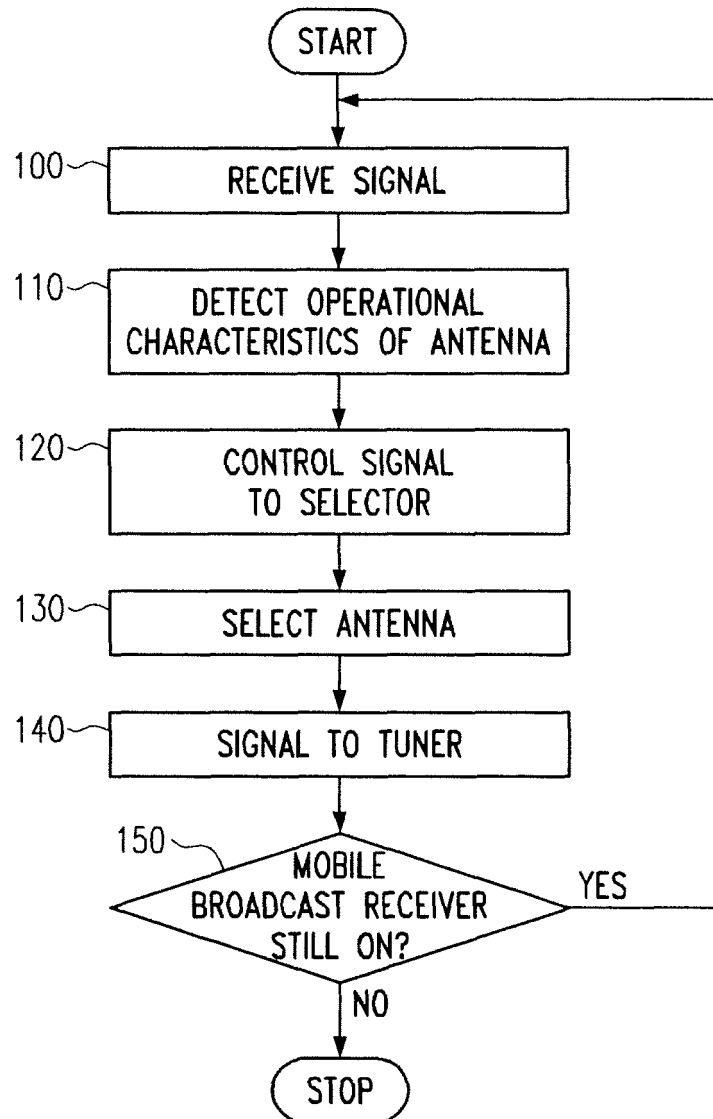 START
100
RECEIVE SIGNAL
110
DETECT OPERATIONAL
CHARACTERISTICS OF ANTENNA
120
CONTROL SIGNAL
TO SELECTOR
130
SELECT ANTENNA
140
SIGNAL TO TUNER
150
MOBILE
BROADCAST RECEIVER
STILL ON?
YES
NO
STOP